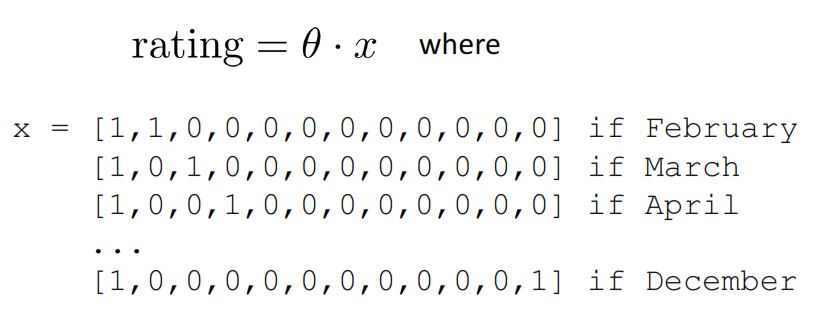 rating = θ · x where
x = [1,1,0,0,0,0,0,0,0,0,0,0] if February
[1,0,1,0,0,0,0,0,0,0,0,0] if March
[1,0,0,1,0,0,0,0,0,0,0,0] if April
...
[1,0,0,0,0,0,0,0,0,0,0,1] if December